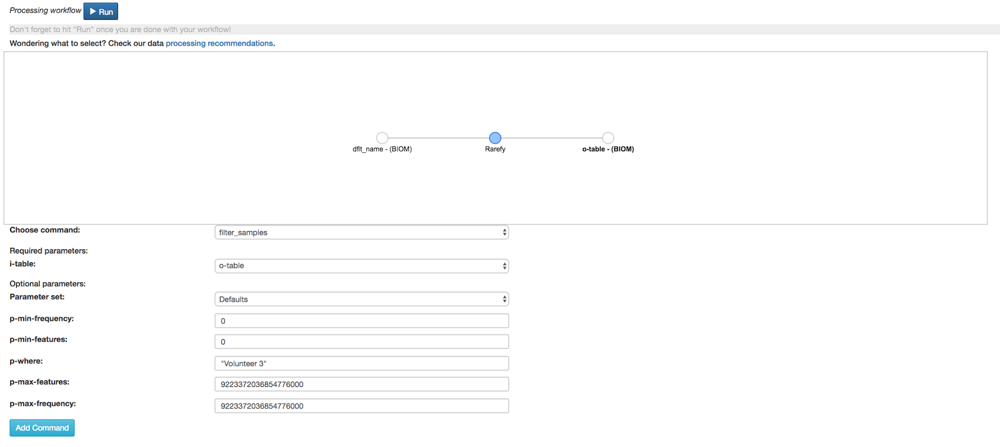 Processing workflow Run
Don't forget to hit "Run" once you are done with your workflow!
Wondering what to select? Check our data processing recommendations.
dflt_name - (BIOM) Rarefy o-table - (BIOM)
Choose command: filter_samples
Required parameters:
i-table: o-table
Optional parameters:
Parameter set: Defaults
p-min-frequency: 0
p-min-features: 0
p-where: "Volunteer 3"
p-max-features: 9223372036854776000
p-max-frequency: 9223372036854776000
Add Command